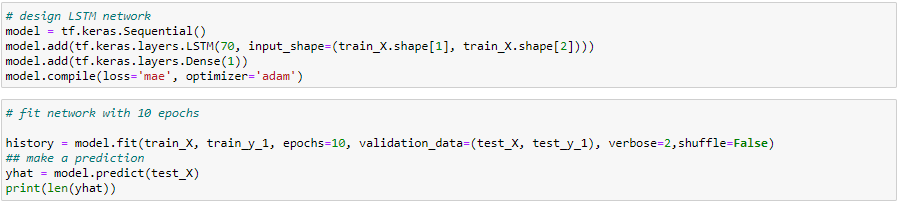 # design LSTM network
model = tf.keras.Sequential()
model.add(tf.keras.layers.LSTM(70, input_shape=(train_X.shape[1], train_X.shape[2])))
model.add(tf.keras.layers.Dense(1))
model.compile(loss='mae', optimizer='adam')
# fit network with 10 epochs
history = model.fit(train_X, train_y_1, epochs=10, validation_data=(test_X, test_y_1), verbose=2,shuffle=False)
## make a prediction
yhat = model.predict(test_X)
print(len(yhat))